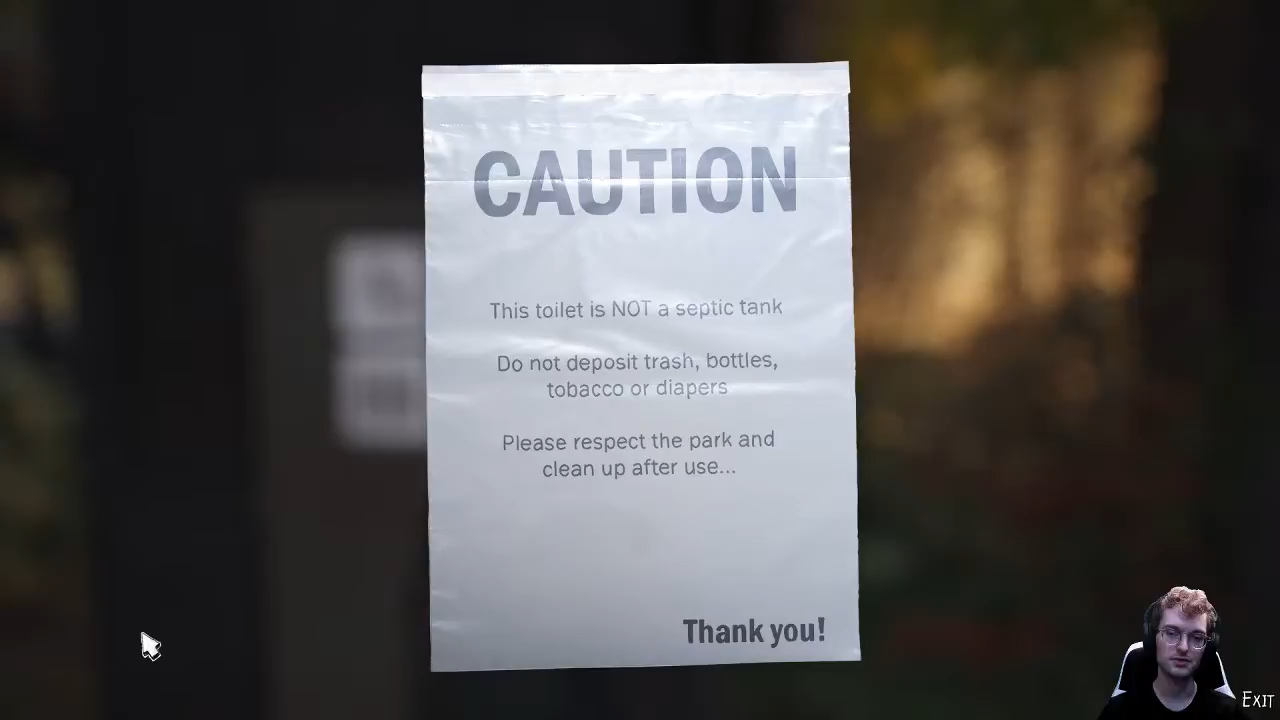 CAUTION
This toilet is NOT a septic tank
Do not deposit trash, bottles,
tobacco or diapers
Please respect the park and
clean up after use...
Thank you!
EXIT